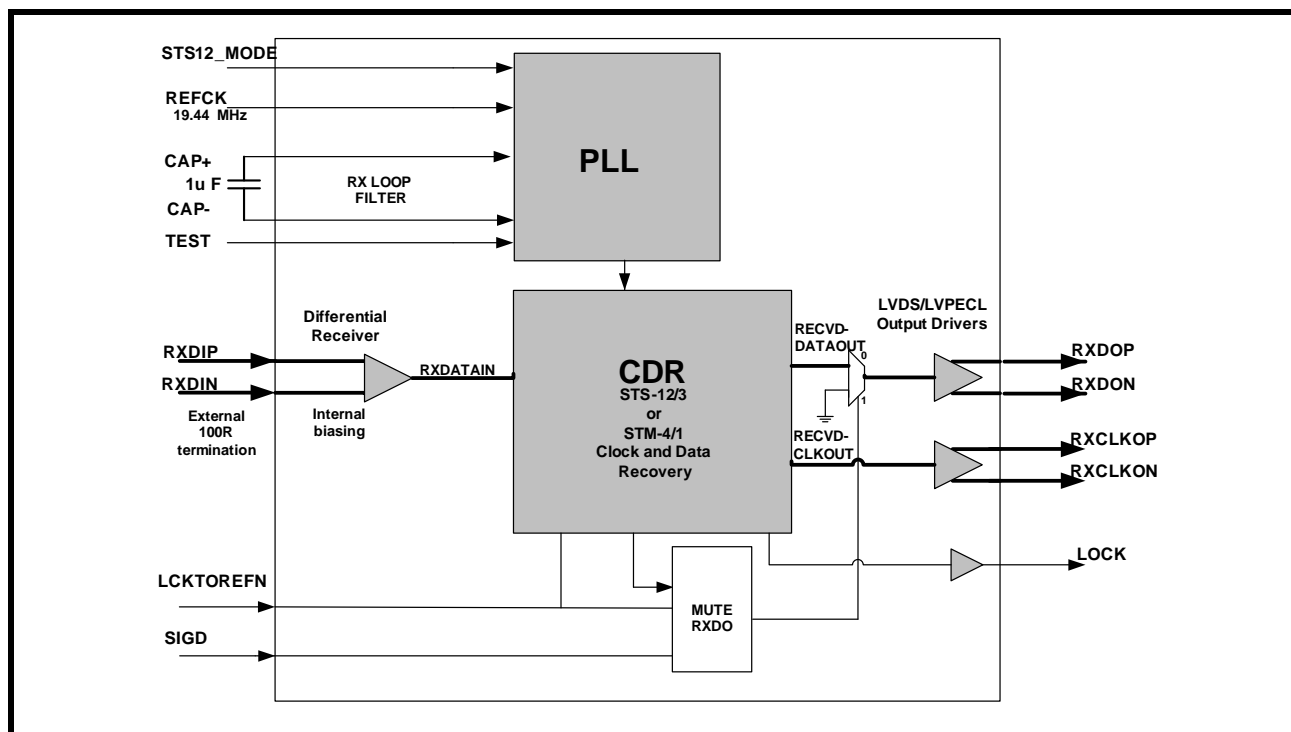 STS12_MODE
REFCK
19.44 MHz
CAP+
1u F
CAP-
TEST
RX LOOP
FILTER
PLL
Differential
Receiver
RXDIP
RXDIN
External
100R
termination
Internal
biasing
RXDATAIN
CDR
STS-12/3
or
STM-4/1
Clock and Data
Recovery
RECVD-
DATAOUT
0
1
RECVD-
CLKOUT
LVDS/LVPECL
Output Drivers
RXDOP
RXDON
RXCLKOP
RXCLKON
LOCK
LCKTOREFN
SIGD
MUTE
RXDO